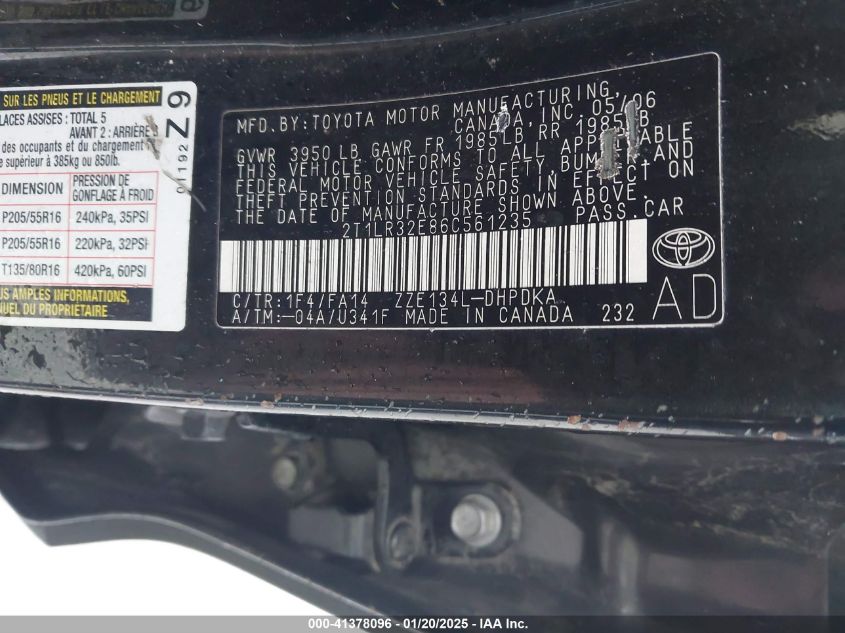 SUR LES PNEUS ET LE CHARGEMENT
LACES ASSISES: TOTAL 5
AVANT 2: ARRIÈRE 3
des occupants et du chargement
e supérieur à 385kg ou 850lb.
DIMENSION PRESSION DE GONFLAGE À FROID
P205/55R16 240kPa, 35PSI
P205/55R16 220kPa, 32PSI
T135/80R16 420kPa, 60PSI
US AMPLES INFORMATIONS,
NUEL DU PROPRIÉTAIRE
Z9
01192
MFD. BY: TOYOTA MOTOR MANUFACTURING,
CANADA, INC. 05/06
GVWR 3950 LB GAWR FR 1985LB RR 1985LB
THIS VEHICLE CONFORMS TO ALL APPLICABLE
FEDERAL MOTOR VEHICLE SAFETY, BUMPER, AND
THEFT PREVENTION STANDARDS IN EFFECT ON
THE DATE OF MANUFACTURE SHOWN ABOVE.
2T1LR32E86C561235 PASS. CAR
C/TR: 1F4/FA14 ZZE134L-DHPDKA
A/TM: -04A/U341F MADE IN CANADA 232
AD
000-41378096 - 01/20/2025 - IAA Inc.